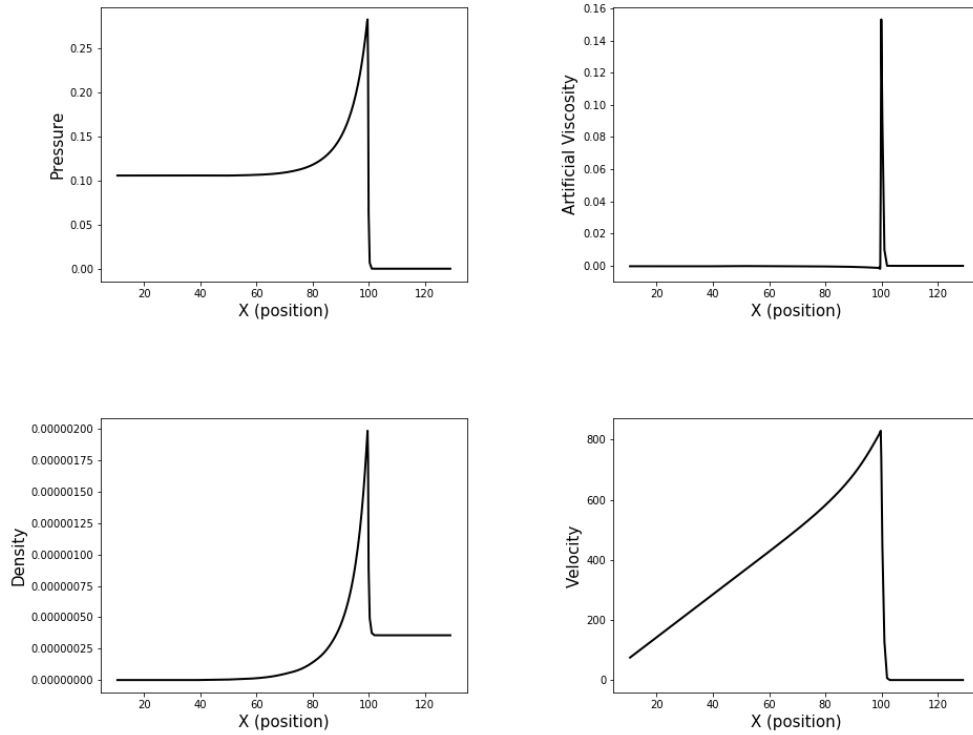 Pressure
0.25
0.20
0.15
0.10
0.05
0.00
20 40 60 80 100 120
X (position)
Artificial Viscosity
0.16
0.14
0.12
0.10
0.08
0.06
0.04
0.02
0.00
20 40 60 80 100 120
X (position)
Density
0.00000200
0.00000175
0.00000150
0.00000125
0.00000100
0.00000075
0.00000050
0.00000025
0.00000000
20 40 60 80 100 120
X (position)
Velocity
800
600
400
200
0
20 40 60 80 100 120
X (position)